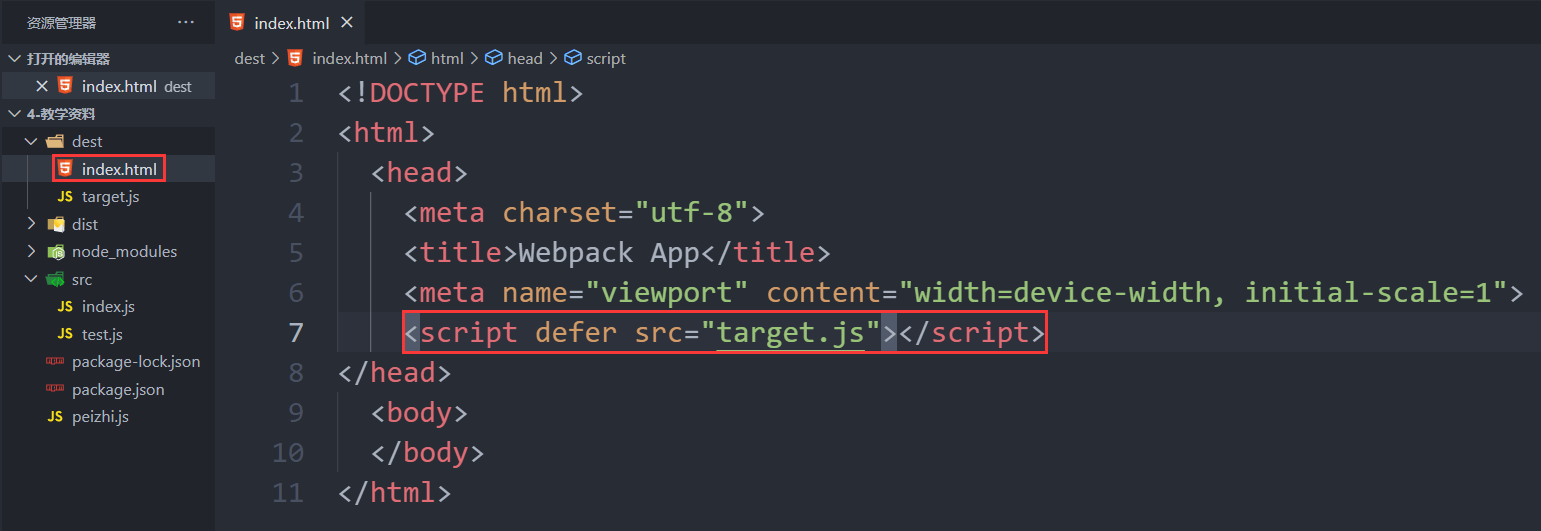 资源管理器 ···
打开的编辑器
index.html dest
4-教学资料
dest
index.html
JS target.js
dist
node_modules
src
JS index.js
JS test.js
package-lock.json
package.json
JS peizhi.js
index.html
dest > index.html > html > head > script
1 <!DOCTYPE html>
2 <html>
3 <head>
4 <meta charset="utf-8">
5 <title>Webpack App</title>
6 <meta name="viewport" content="width=device-width, initial-scale=1">
7 <script defer src="target.js"></script>
8 </head>
9 <body>
10 </body>
11 </html>